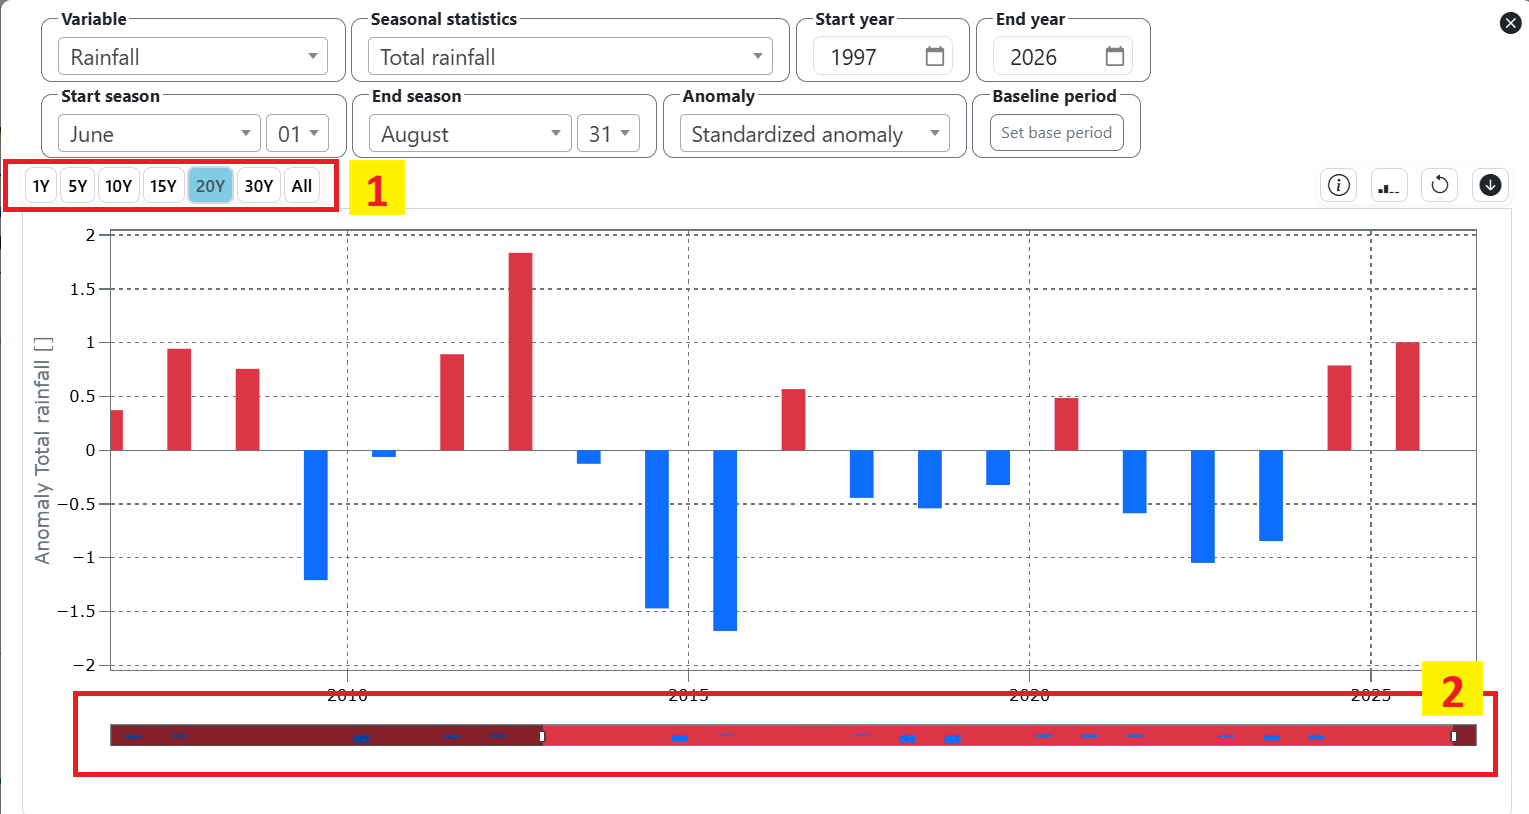 Variable
Rainfall
Seasonal statistics
Total rainfall
Start year
1997
End year
2026
Start season
June
01
End season
August
31
Anomaly
Standardized anomaly
Baseline period
Set base period
1Y 5Y 10Y 15Y 20Y 30Y All
1
Anomaly Total rainfall []
2
1.5
1
0.5
0
−0.5
−1
−1.5
−2
2010 2015 2020 2025
2